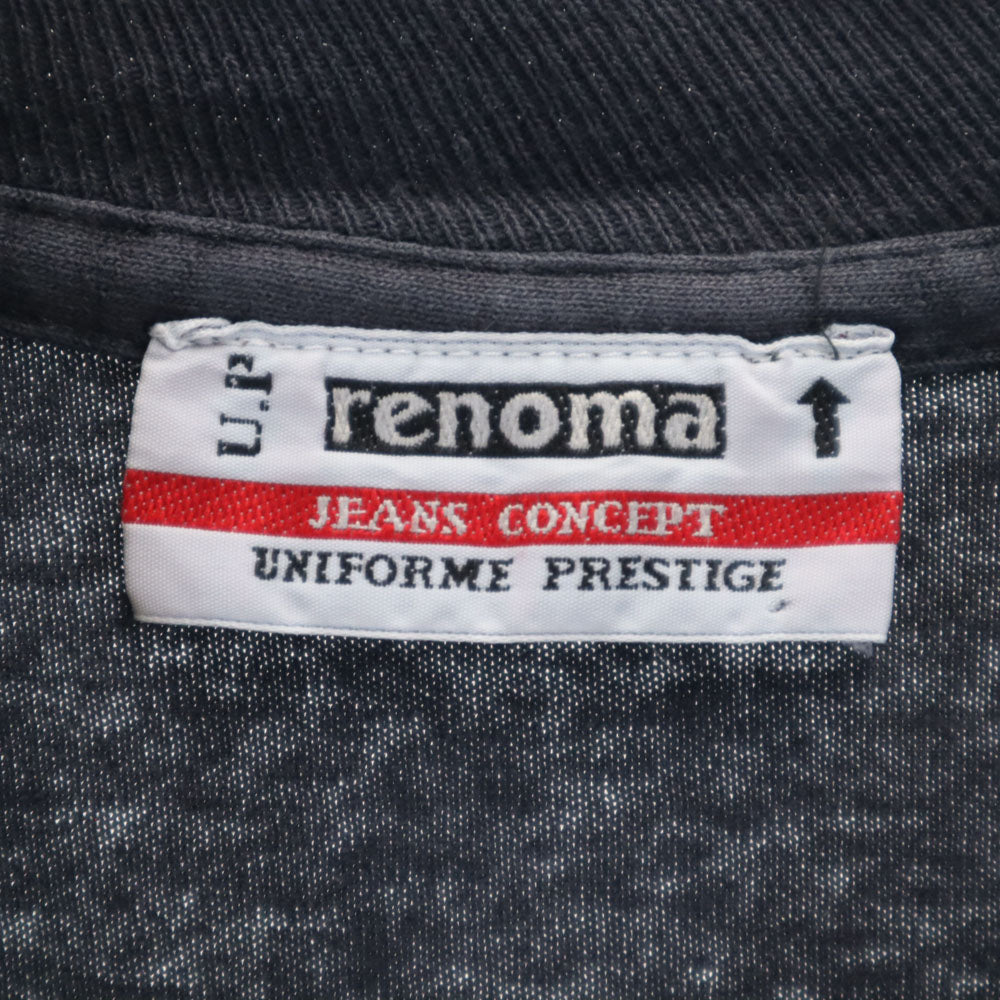 U.P
renoma
JEANS CONCEPT
UNIFORME PRESTIGE